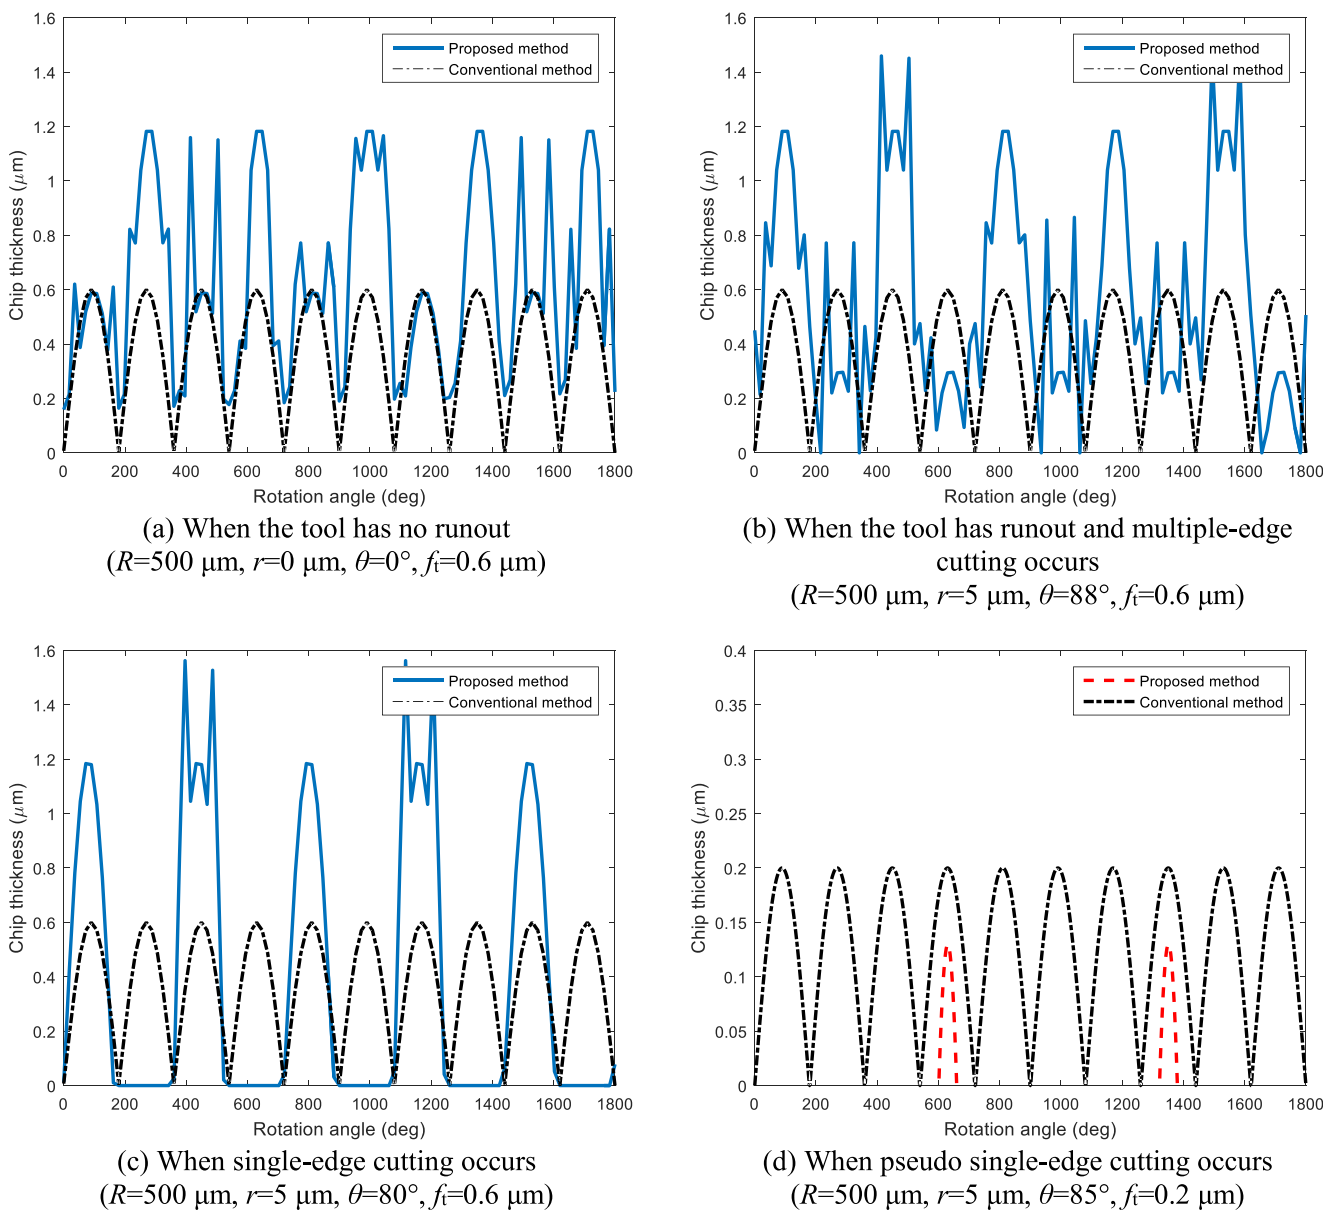 1.6
1.4
1.2
1
0.8
0.6
0.4
0.2
0
Chip thickness (μm)
Proposed method
Conventional method
0 200 400 600 800 1000 1200 1400 1600 1800
Rotation angle (deg)
(a) When the tool has no runout
(R=500 μm, r=0 μm, θ=0°, ft=0.6 μm)
1.6
1.4
1.2
1
0.8
0.6
0.4
0.2
0
Chip thickness (μm)
Proposed method
Conventional method
0 200 400 600 800 1000 1200 1400 1600 1800
Rotation angle (deg)
(b) When the tool has runout and multiple-edge
cutting occurs
(R=500 μm, r=5 μm, θ=88°, ft=0.6 μm)
1.6
1.4
1.2
1
0.8
0.6
0.4
0.2
0
Chip thickness (μm)
Proposed method
Conventional method
0 200 400 600 800 1000 1200 1400 1600 1800
Rotation angle (deg)
(c) When single-edge cutting occurs
(R=500 μm, r=5 μm, θ=80°, ft=0.6 μm)
0.4
0.35
0.3
0.25
0.2
0.15
0.1
0.05
0
Chip thickness (μm)
Proposed method
Conventional method
0 200 400 600 800 1000 1200 1400 1600 1800
Rotation angle (deg)
(d) When pseudo single-edge cutting occurs
(R=500 μm, r=5 μm, θ=85°, ft=0.2 μm)